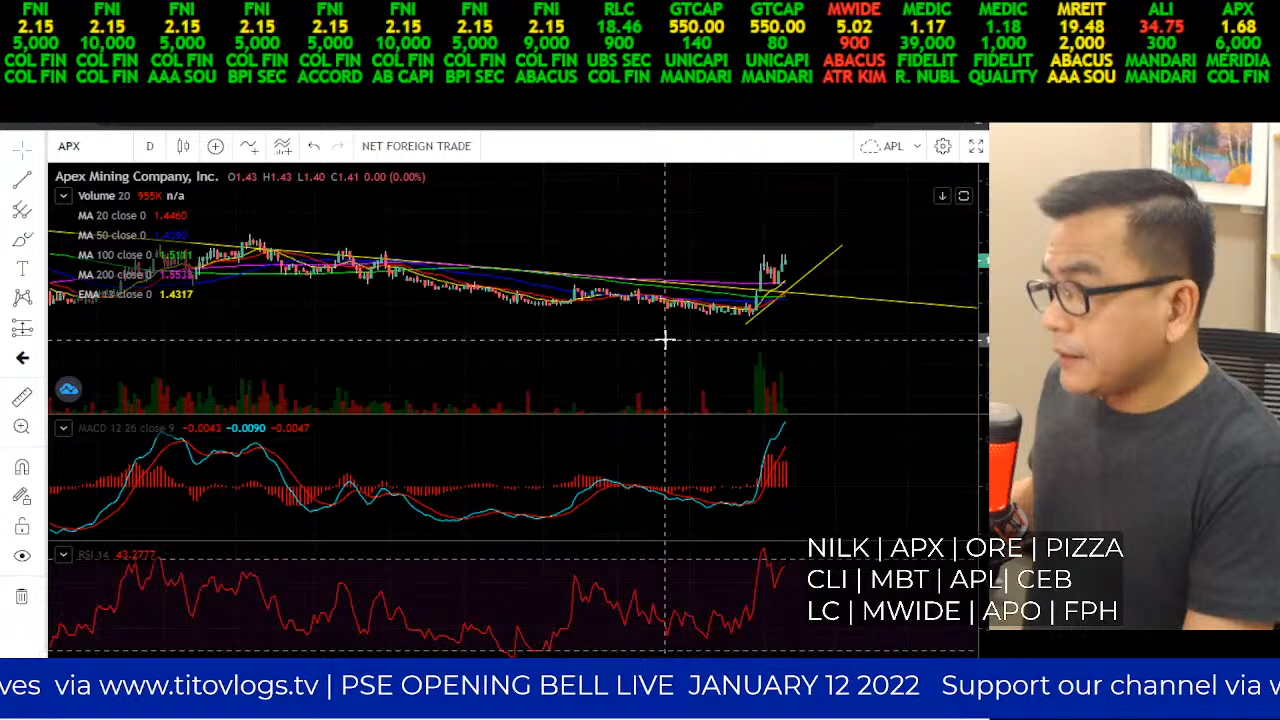 FNI FNI FNI FNI FNI FNI FNI FNI RLC GTCAP GTCAP MWIDE MEDIC MEDIC MREIT ALI APX
2.15 2.15 2.15 2.15 2.15 2.15 2.15 2.15 18.46 550.00 550.00 5.02 1.17 1.18 19.48 34.75 1.68
5,000 10,000 5,000 5,000 5,000 10,000 5,000 9,000 900 140 80 900 39,000 1,000 2,000 300 6,000
COL FIN COL FIN COL FIN COL FIN COL FIN COL FIN COL FIN COL FIN UBS SEC UNICAPI UNICAPI ABACUS FIDELIT FIDELIT ABACUS MANDARI MERIDIA
COL FIN COL FIN AAA SOU BPI SEC ACCORD AB CAPI BPI SEC ABACUS COL FIN MANDARI MANDARI ATR KIM R. NUBL QUALITY AAA SOU MANDARI COL FIN
APX D NET FOREIGN TRADE APL
Apex Mining Company, Inc. O1.43 H1.43 L1.40 C1.41 0.00 (0.00%)
Volume 20 955K n/a
MA 20 close 0 1.4460
MA 50 close 0
MA 100 close 0
MA 200 close 0
EMA 13 close 0 1.4317
MACD 12 26 close 9 -0.0043 -0.0090 -0.0047
RSI 14 43.2777
NILK | APX | ORE | PIZZA
CLI | MBT | APL| CEB
LC | MWIDE | APO | FPH
ves via www.titovlogs.tv | PSE OPENING BELL LIVE JANUARY 12 2022 Support our channel via w